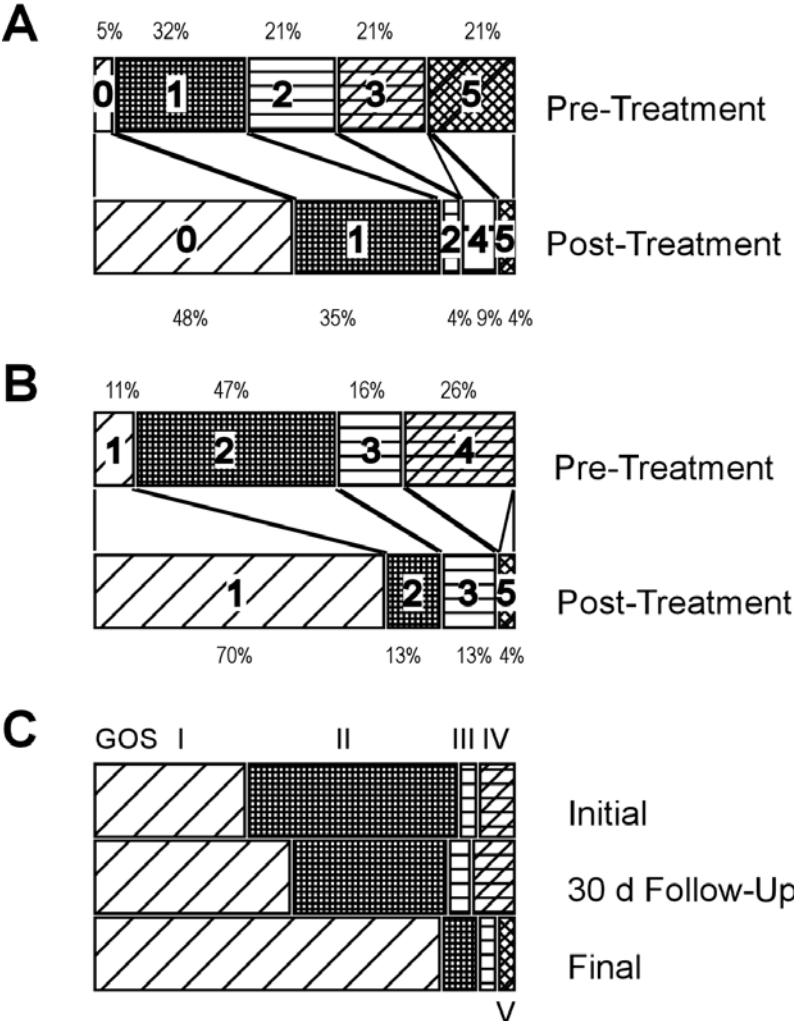 A
5% 32% 21% 21% 21%
0 1 2 3 5 Pre-Treatment
0 1 2 4 5 Post-Treatment
48% 35% 4% 9% 4%
B
11% 47% 16% 26%
1 2 3 4 Pre-Treatment
1 2 3 5 Post-Treatment
70% 13% 13% 4%
C
GOS I II III IV
Initial
30 d Follow-Up
Final
V